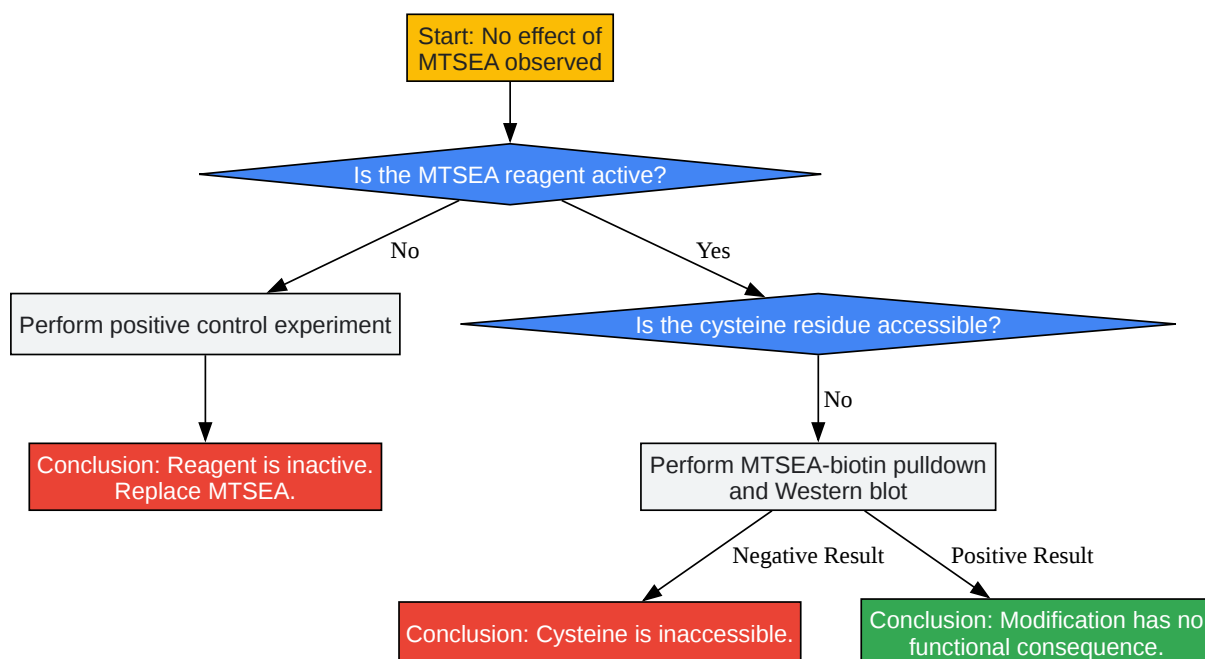 Start: No effect of
MTSEA observed
Is the MTSEA reagent active?
No
Yes
Perform positive control experiment
Is the cysteine residue accessible?
No
Conclusion: Reagent is inactive.
Replace MTSEA.
Perform MTSEA-biotin pulldown
and Western blot
Negative Result
Positive Result
Conclusion: Cysteine is inaccessible.
Conclusion: Modification has no
functional consequence.